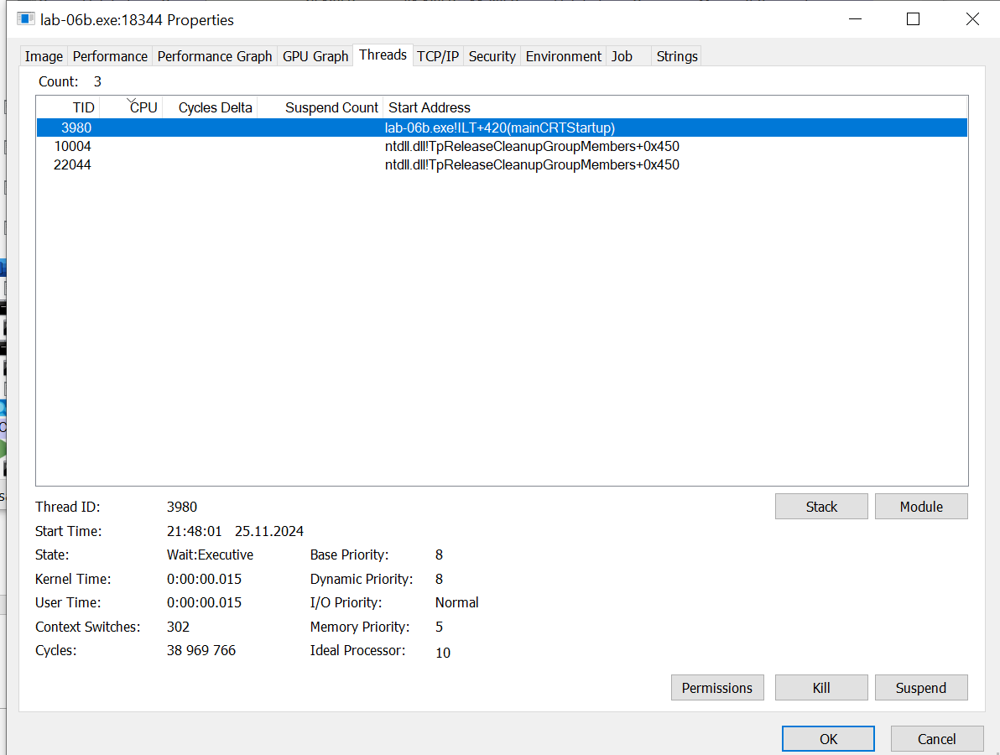 lab-06b.exe:18344 Properties
Image Performance Performance Graph GPU Graph Threads TCP/IP Security Environment Job Strings
Count: 3
TID CPU Cycles Delta Suspend Count Start Address
3980 lab-06b.exe!ILT+420(mainCRTStartup)
10004 ntdll.dll!TpReleaseCleanupGroupMembers+0x450
22044 ntdll.dll!TpReleaseCleanupGroupMembers+0x450
Thread ID: 3980 Stack Module
Start Time: 21:48:01 25.11.2024
State: Wait:Executive Base Priority: 8
Kernel Time: 0:00:00.015 Dynamic Priority: 8
User Time: 0:00:00.015 I/O Priority: Normal
Context Switches: 302 Memory Priority: 5
Cycles: 38 969 766 Ideal Processor: 10
Permissions Kill Suspend
OK Cancel